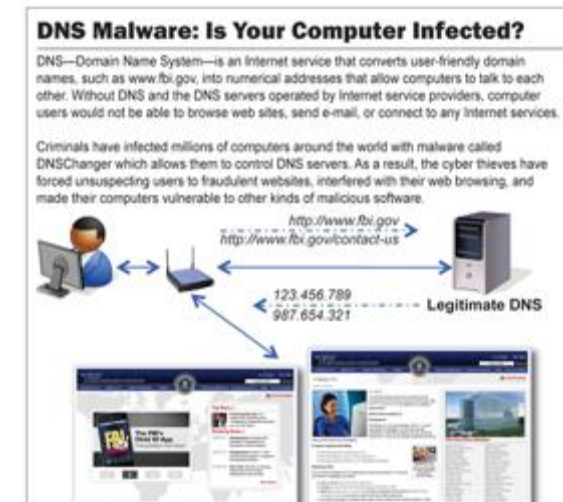 DNS Malware: Is Your Computer Infected?
DNS—Domain Name System—is an Internet service that converts user-friendly domain
names, such as www.fbi.gov, into numerical addresses that allow computers to talk to each
other. Without DNS and the DNS servers operated by Internet service providers, computer
users would not be able to browse web sites, send e-mail, or connect to any Internet services.
Criminals have infected millions of computers around the world with malware called
DNSChanger which allows them to control DNS servers. As a result, the cyber thieves have
forced unsuspecting users to fraudulent websites, interfered with their web browsing, and
made their computers vulnerable to other kinds of malicious software.
http://www.fbi.gov
http://www.fbi.gov/contact-us
123.456.789
987.654.321
Legitimate DNS
The FBI's
Child ID App